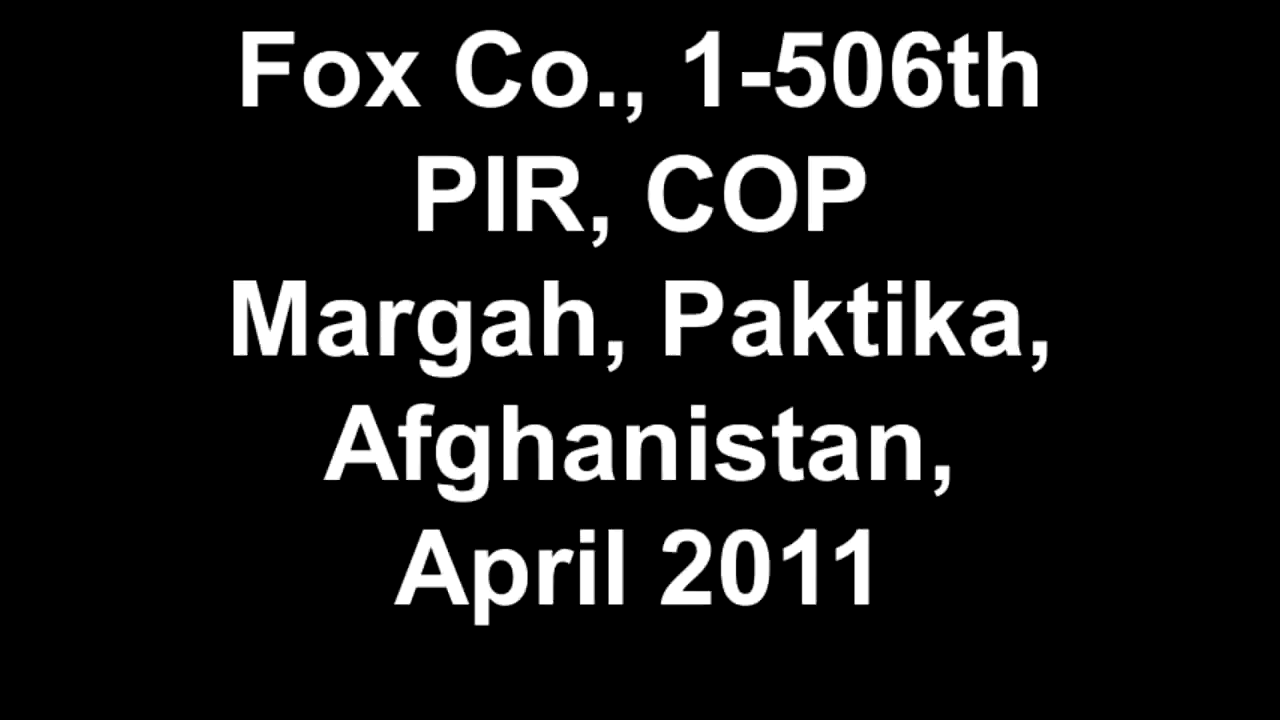 Fox Co., 1-506th
PIR, COP
Margah, Paktika,
Afghanistan,
April 2011